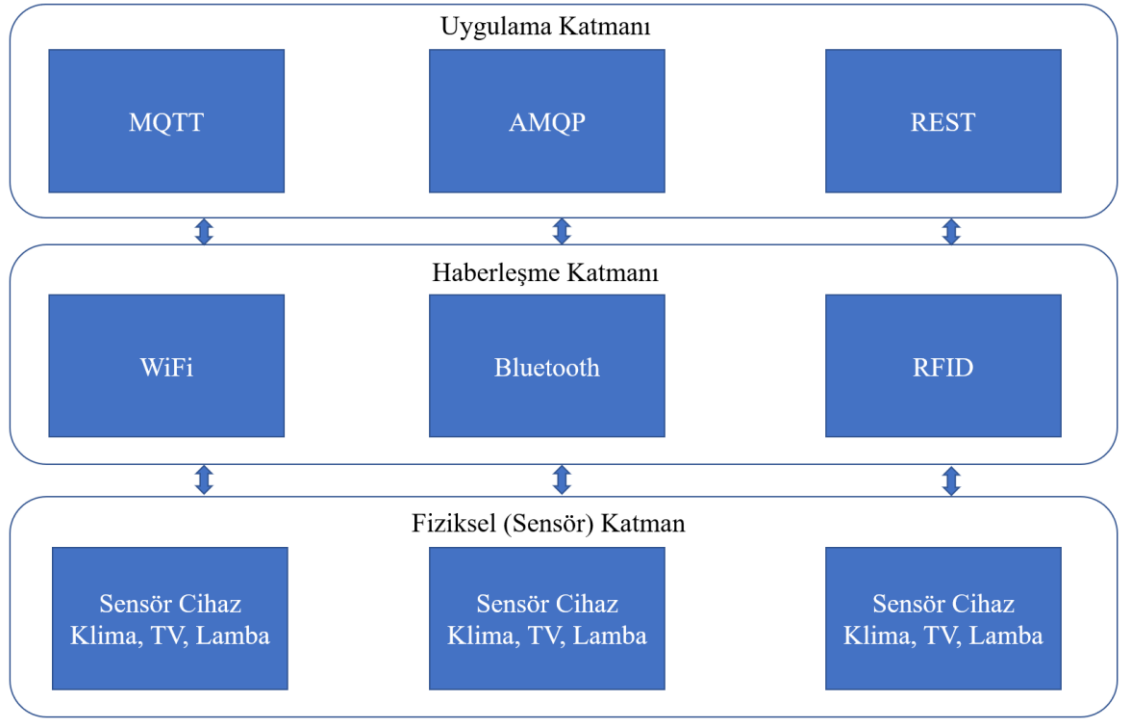 Uygulama Katmanı
MQTT
AMQP
REST
Haberleşme Katmanı
WiFi
Bluetooth
RFID
Fiziksel (Sensör) Katman
Sensör Cihaz
Klima, TV, Lamba
Sensör Cihaz
Klima, TV, Lamba
Sensör Cihaz
Klima, TV, Lamba